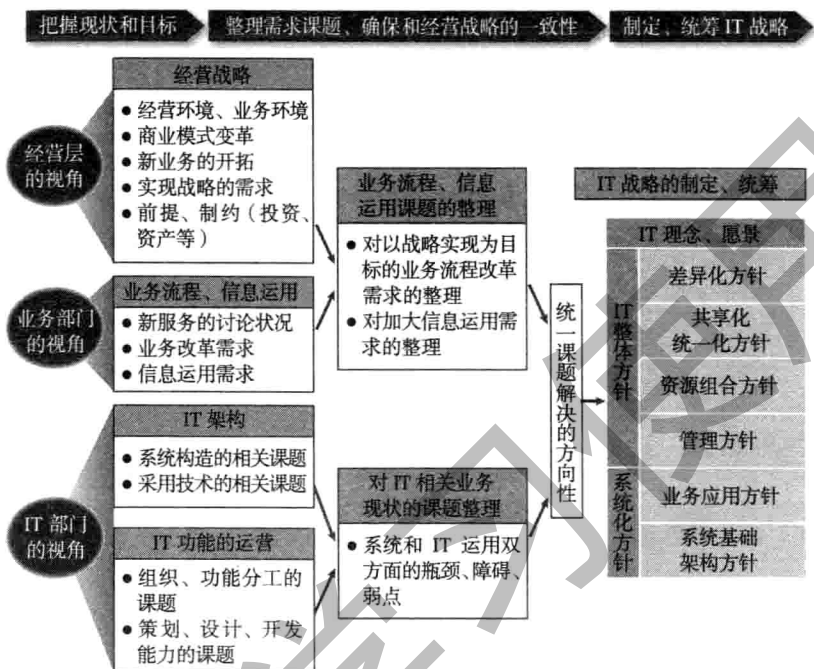 把握现状和目标
整理需求课题、确保和经营战略的一致性
制定、统筹 IT 战略
经营层
的视角
经营战略
● 经营环境、业务环境
● 商业模式变革
● 新业务的开拓
● 实现战略的需求
● 前提、制约（投资、
资产等）
业务部门
的视角
业务流程、信息运用
● 新服务的讨论状况
● 业务改革需求
● 信息运用需求
IT 部门
的视角
IT 架构
● 系统构造的相关课题
● 采用技术的相关课题
IT 功能的运营
● 组织、功能分工的
课题
● 策划、设计、开发
能力的课题
业务流程、信息
运用课题的整理
● 对以战略实现为目
标的业务流程改革
需求的整理
● 对加大信息运用需
求的整理
对 IT 相关业务
现状的课题整理
● 系统和 IT 运用双
方面的瓶颈、障碍、
弱点
统一课题解决的方向性
IT 战略的制定、统筹
IT 理念、愿景
IT整体方针
差异化方针
共享化
统一化方针
资源组合方针
管理方针
系统化方针
业务应用方针
系统基础
架构方针
学习使用